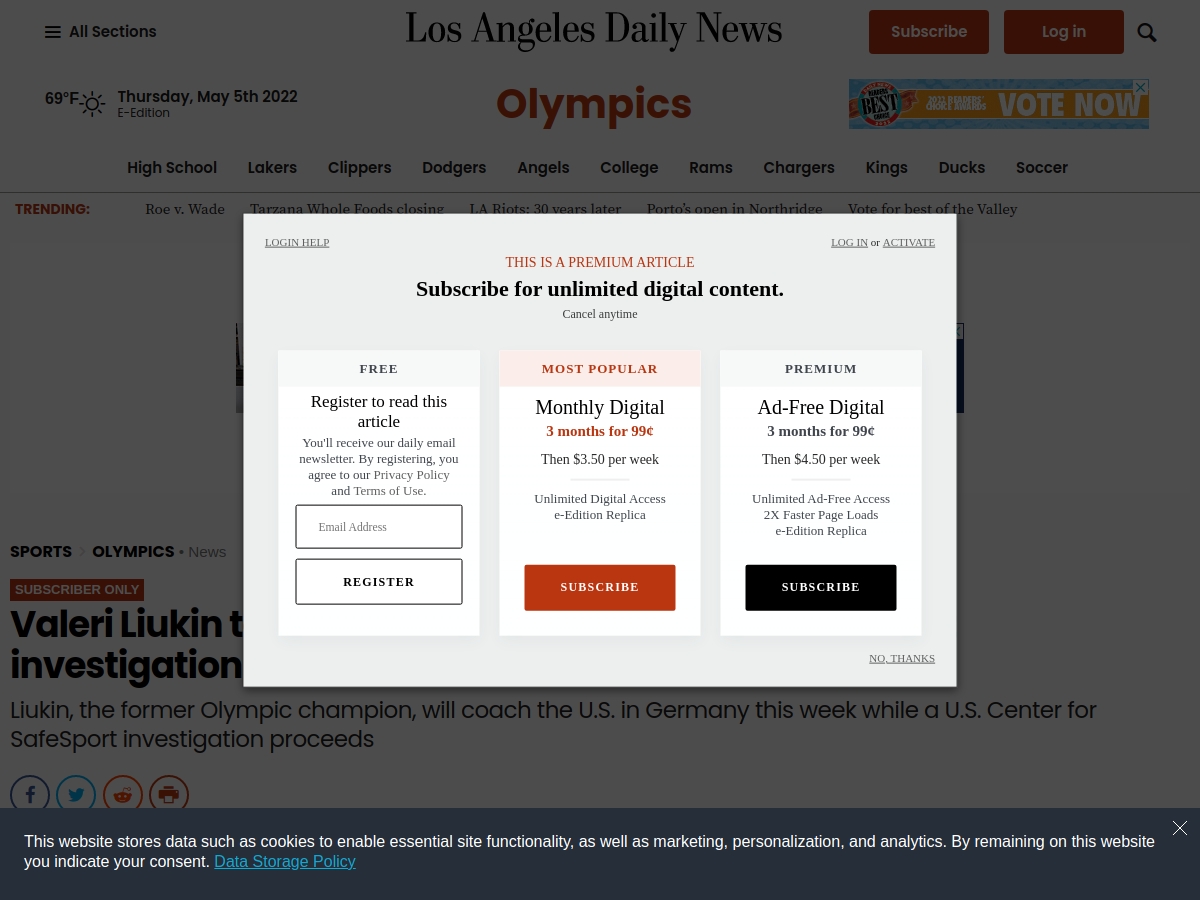 All Sections
Los Angeles Daily News
Subscribe
Log in
69°F
Thursday, May 5th 2022
E-Edition
Olympics
READERS' CHOICE
BEST
2022
2022 READERS'
CHOICE AWARDS
VOTE NOW
High School Lakers Clippers Dodgers Angels College Rams Chargers Kings Ducks Soccer
TRENDING: Roe v. Wade Tarzana Whole Foods closing LA Riots: 30 years later Porto's open in Northridge Vote for best of the Valley
LOGIN HELP
LOG IN or ACTIVATE
THIS IS A PREMIUM ARTICLE
Subscribe for unlimited digital content.
Cancel anytime
FREE
Register to read this
article
You'll receive our daily email
newsletter. By registering, you
agree to our Privacy Policy
and Terms of Use.
Email Address
REGISTER
MOST POPULAR
Monthly Digital
3 months for 99¢
Then $3.50 per week
Unlimited Digital Access
e-Edition Replica
SUBSCRIBE
PREMIUM
Ad-Free Digital
3 months for 99¢
Then $4.50 per week
Unlimited Ad-Free Access
2X Faster Page Loads
e-Edition Replica
SUBSCRIBE
NO, THANKS
SPORTS › OLYMPICS • News
SUBSCRIBER ONLY
Valeri Liukin t
investigation
Liukin, the former Olympic champion, will coach the U.S. in Germany this week while a U.S. Center for
SafeSport investigation proceeds
This website stores data such as cookies to enable essential site functionality, as well as marketing, personalization, and analytics. By remaining on this website
you indicate your consent. Data Storage Policy